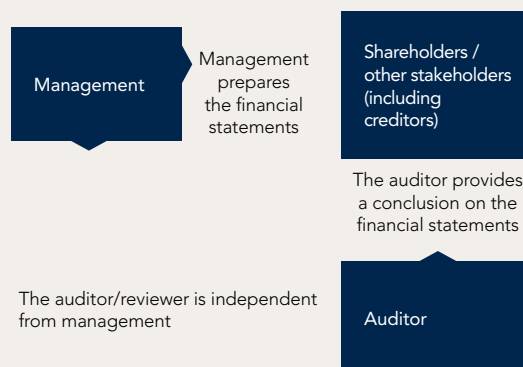 Management
Management
prepares
the financial
statements
Shareholders /
other stakeholders
(including
creditors)
The auditor provides
a conclusion on the
financial statements
The auditor/reviewer is independent
from management
Auditor